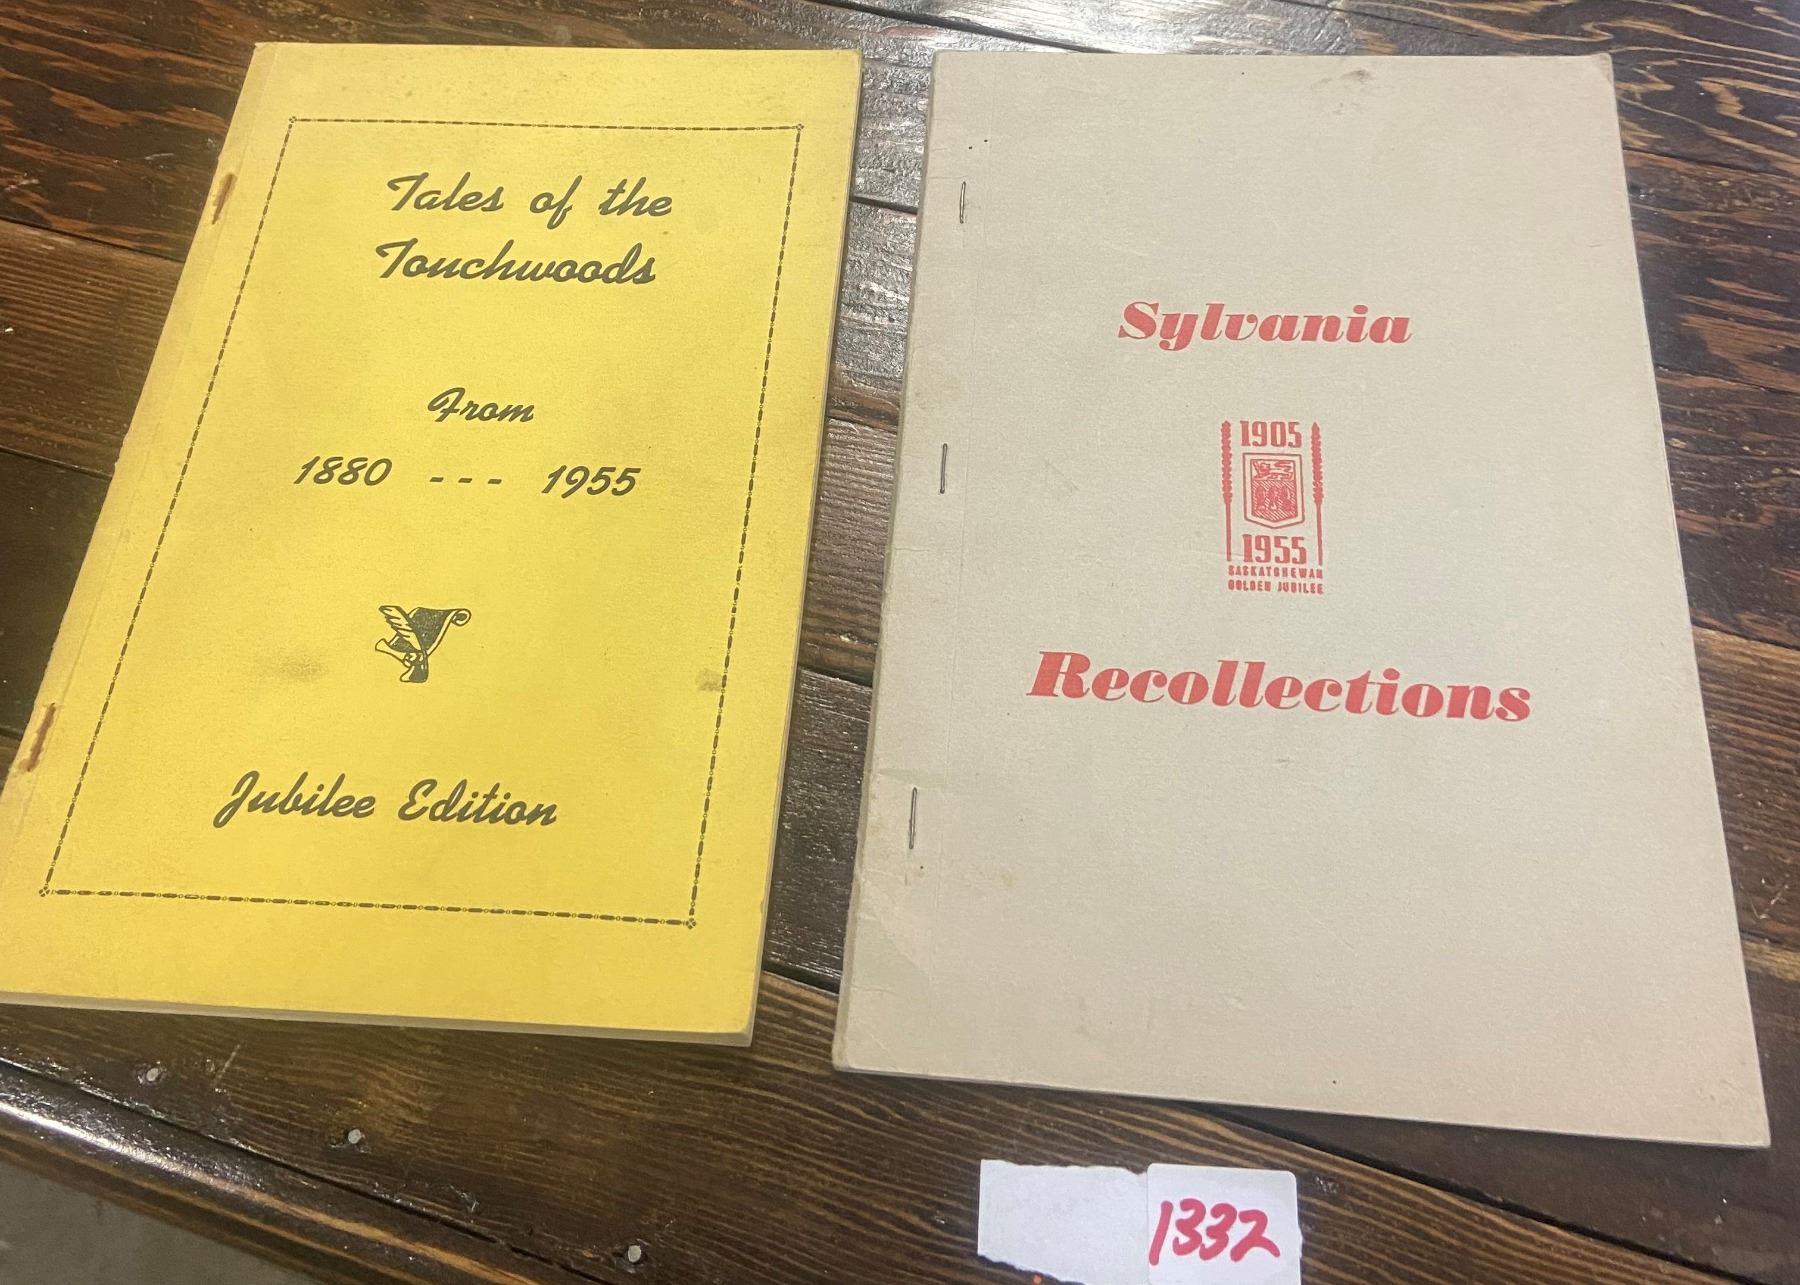 Tales of the
Touchwoods
From
1880 --- 1955
Jubilee Edition
Sylvania
1905
1955
SASKATCHEWAN
GOLDEN JUBILEE
Recollections
1332